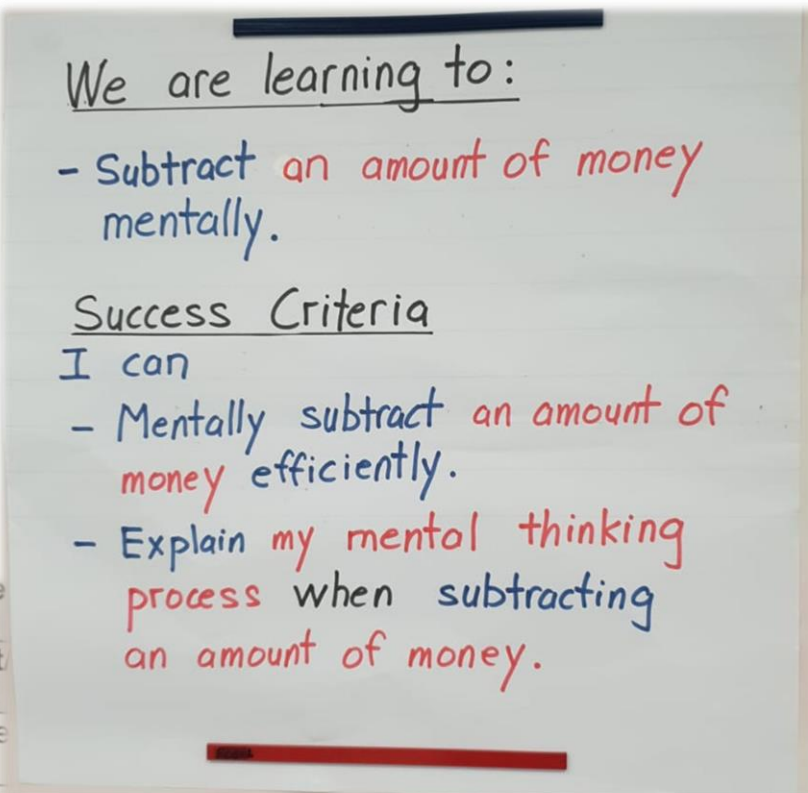 We are learning to:
- Subtract an amount of money
mentally.
Success Criteria
I can
- Mentally subtract an amount of
money efficiently.
- Explain my mental thinking
process when subtracting
an amount of money.